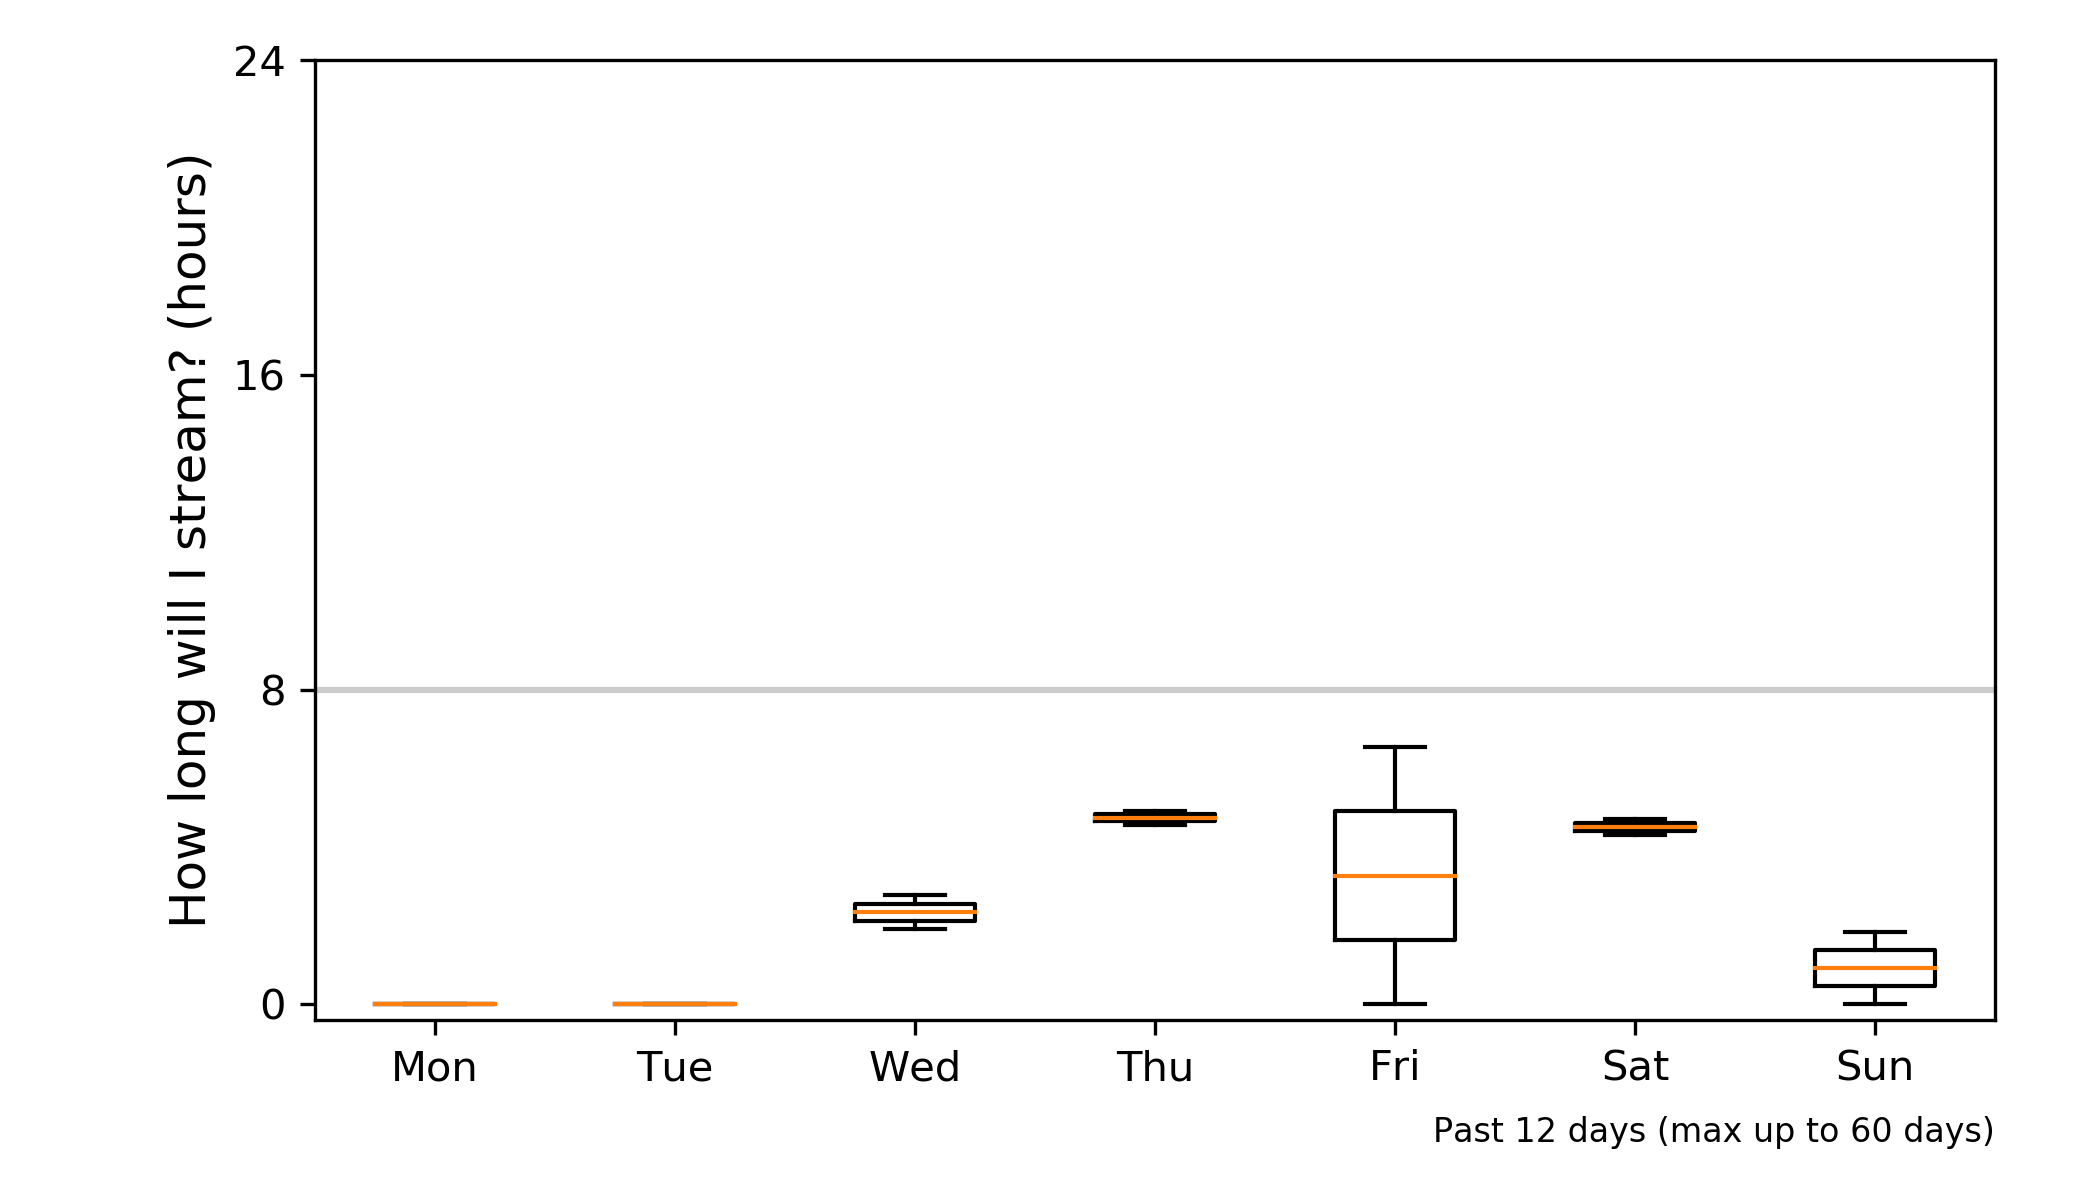 How long will I stream? (hours)
24
16
8
0
Mon Tue Wed Thu Fri Sat Sun
Past 12 days (max up to 60 days)